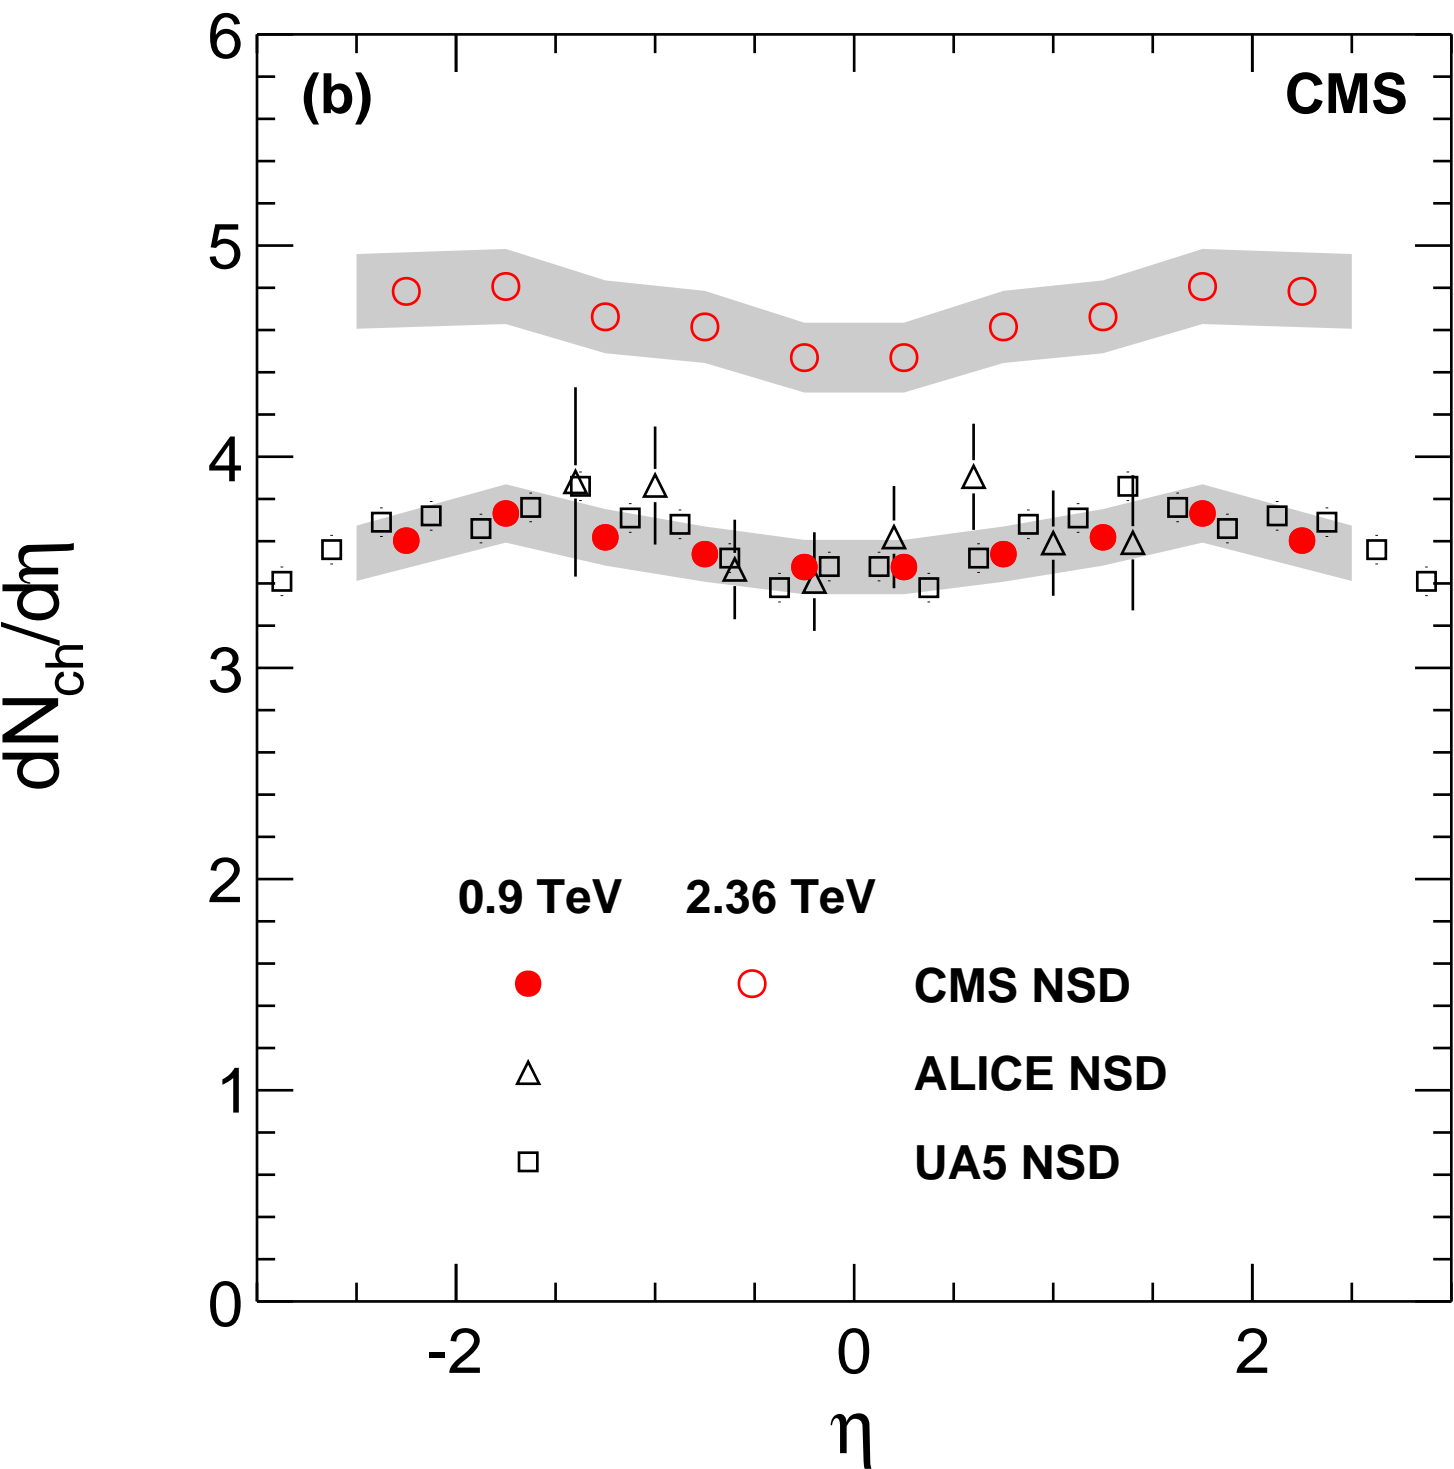 6
(b) CMS
5
4
3
2
1
0
dN_ch/dη
0.9 TeV 2.36 TeV
CMS NSD
ALICE NSD
UA5 NSD
-2 0 2
η